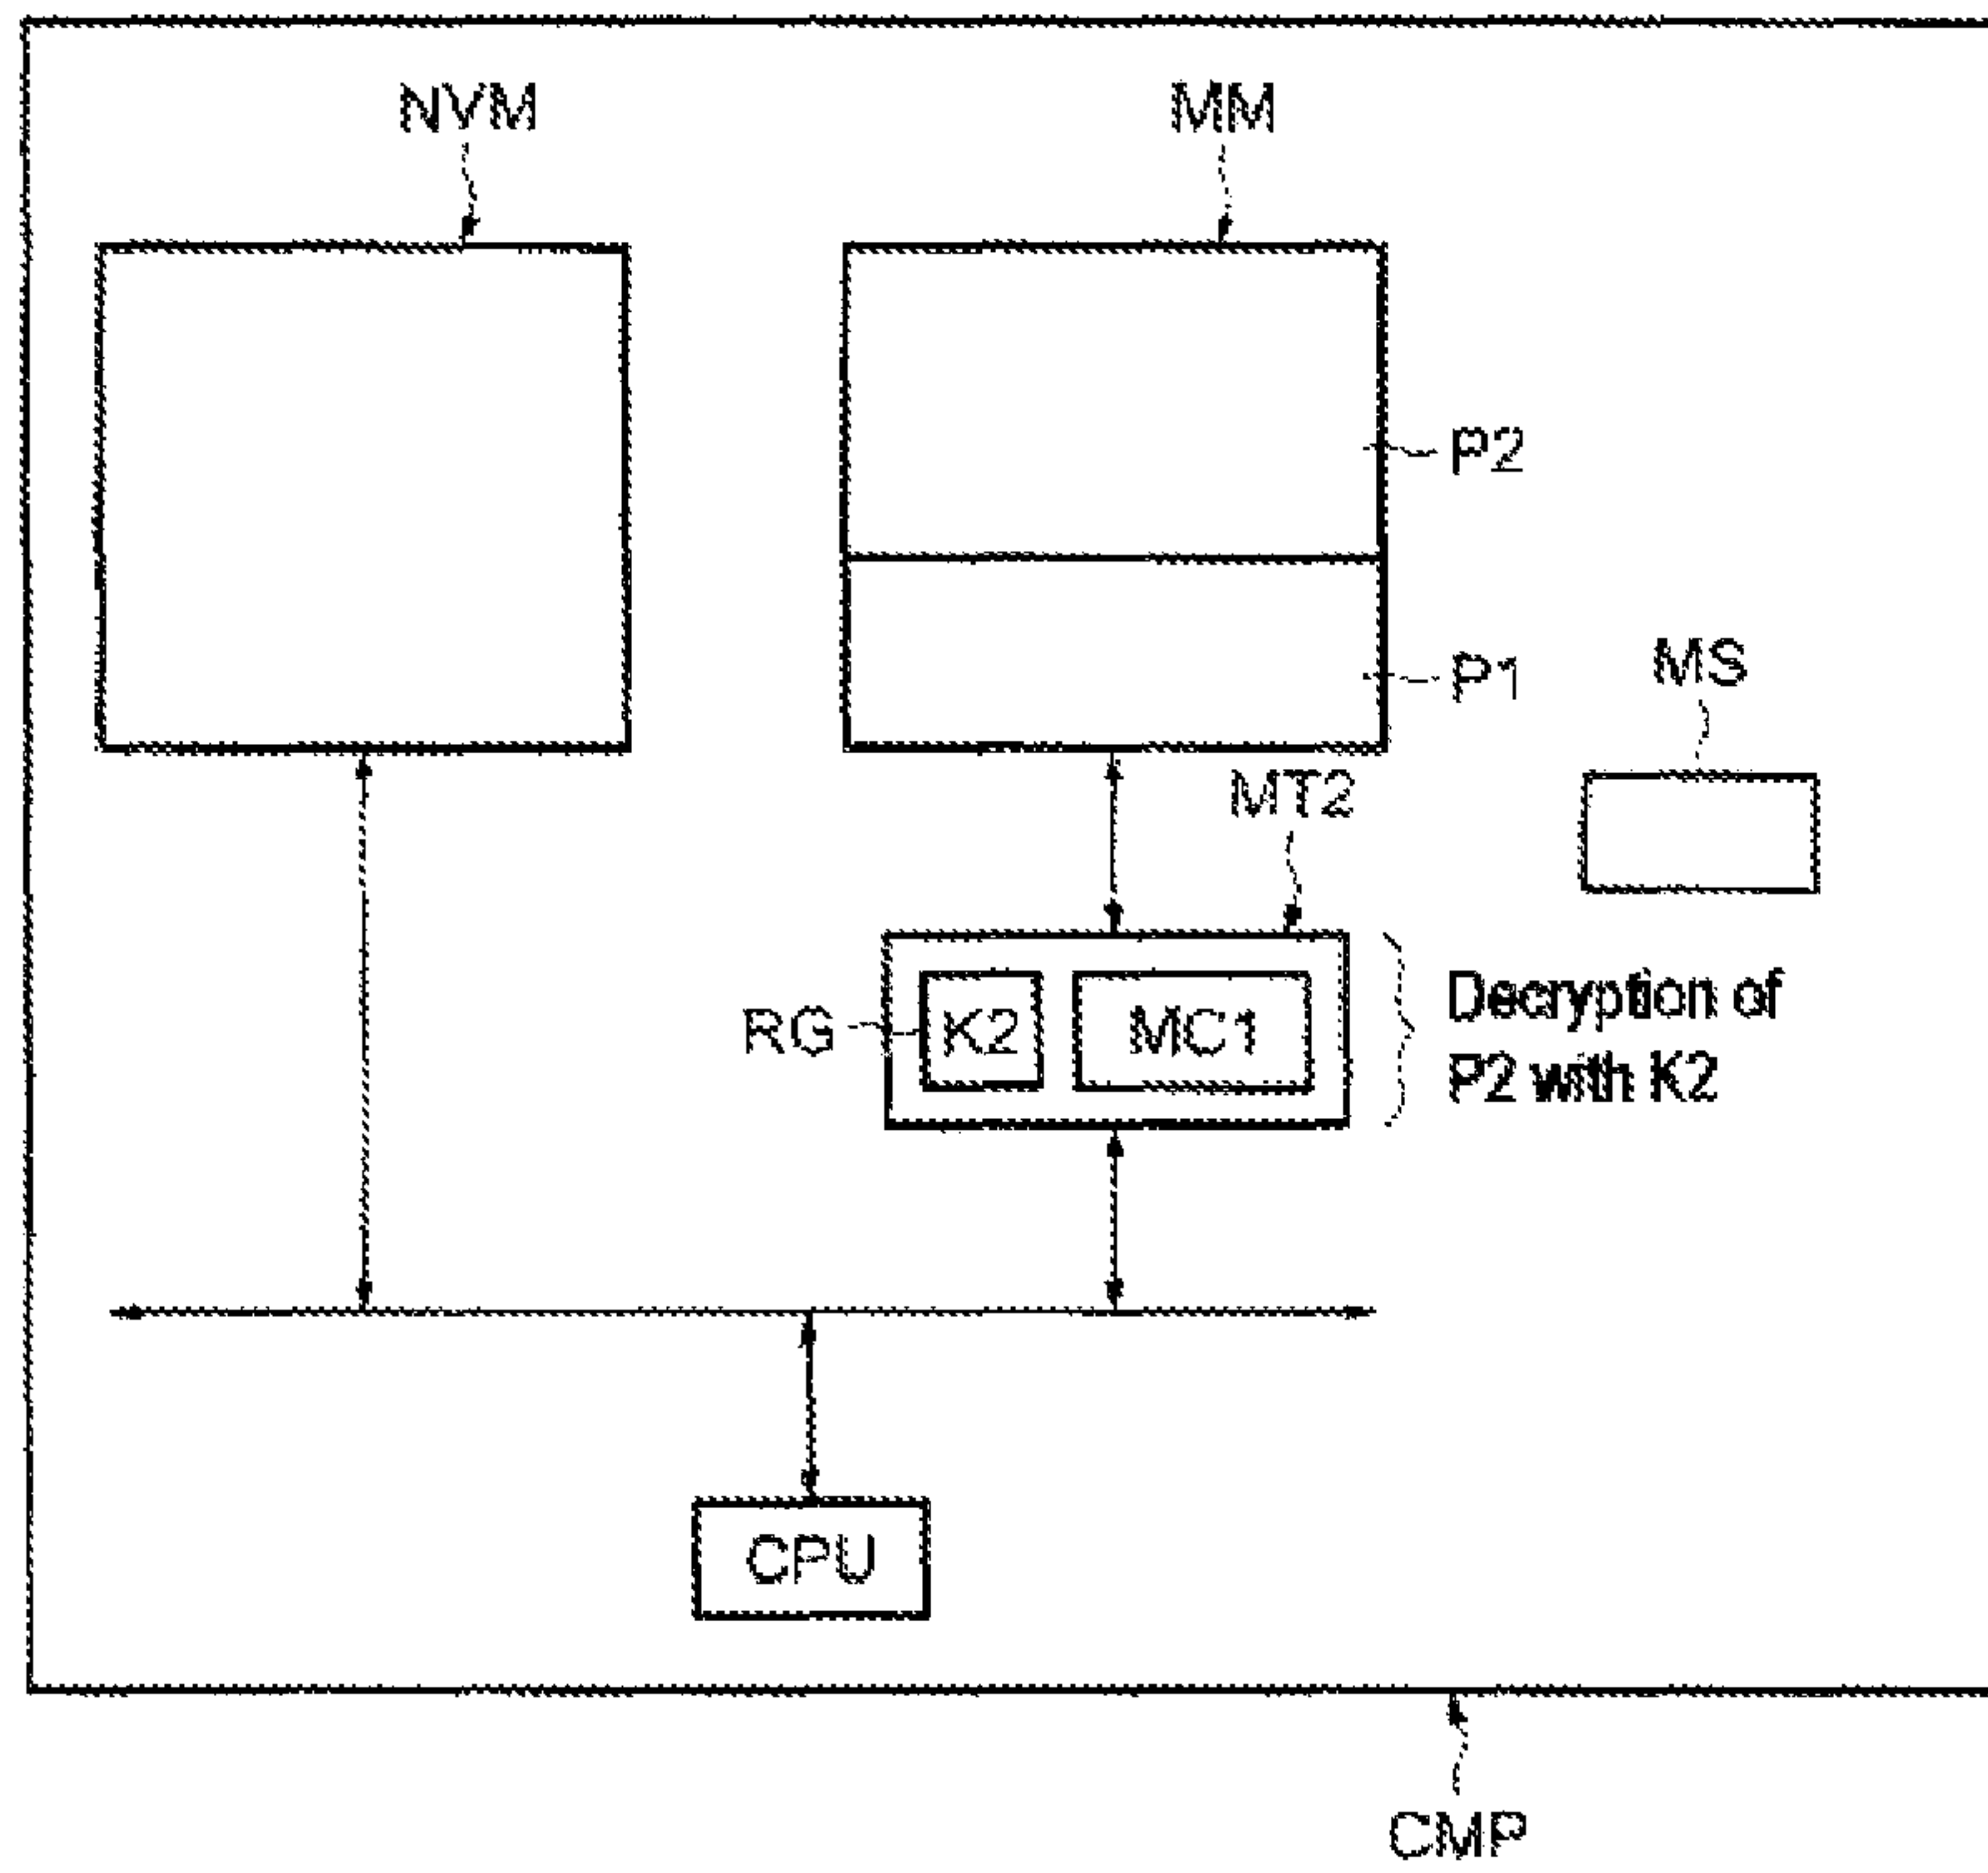 NVM
MM
P2
P1
MS
MT2
RG
K2
MC1
Decryption of
P2 with K2
CPU
CMP